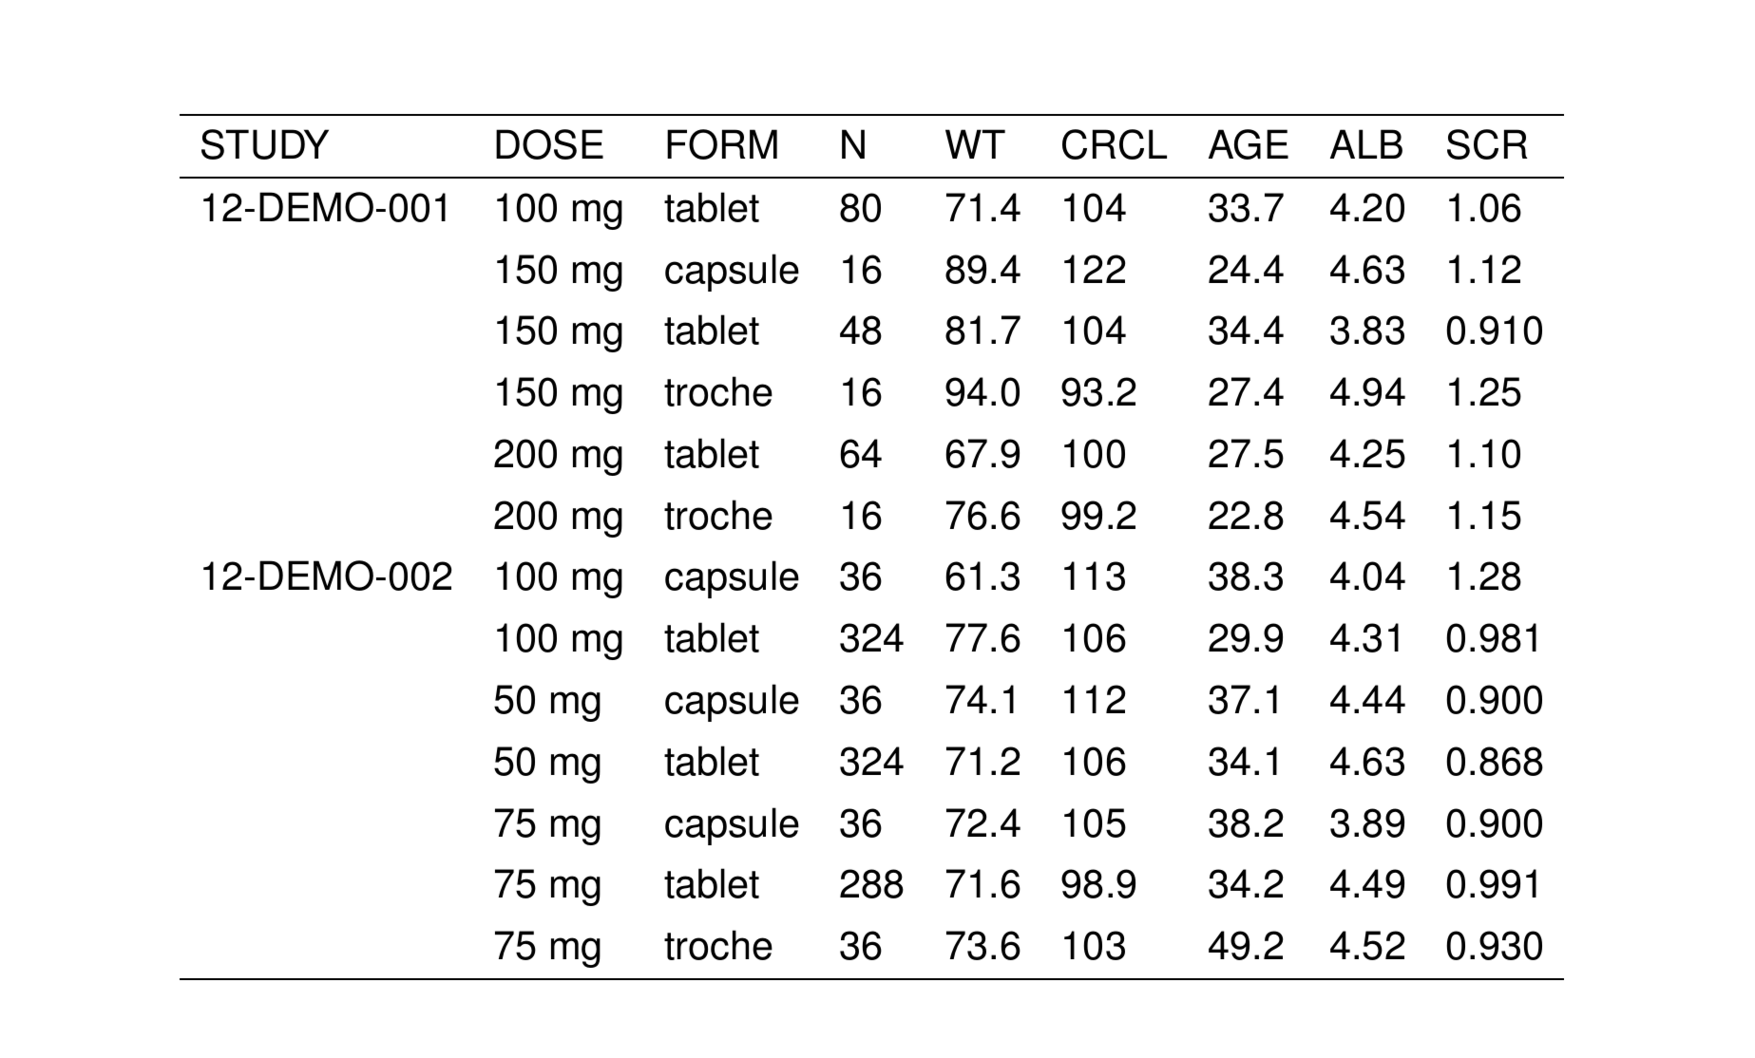 STUDY DOSE FORM N WT CRCL AGE ALB SCR
12-DEMO-001 100 mg tablet 80 71.4 104 33.7 4.20 1.06
150 mg capsule 16 89.4 122 24.4 4.63 1.12
150 mg tablet 48 81.7 104 34.4 3.83 0.910
150 mg troche 16 94.0 93.2 27.4 4.94 1.25
200 mg tablet 64 67.9 100 27.5 4.25 1.10
200 mg troche 16 76.6 99.2 22.8 4.54 1.15
12-DEMO-002 100 mg capsule 36 61.3 113 38.3 4.04 1.28
100 mg tablet 324 77.6 106 29.9 4.31 0.981
50 mg capsule 36 74.1 112 37.1 4.44 0.900
50 mg tablet 324 71.2 106 34.1 4.63 0.868
75 mg capsule 36 72.4 105 38.2 3.89 0.900
75 mg tablet 288 71.6 98.9 34.2 4.49 0.991
75 mg troche 36 73.6 103 49.2 4.52 0.930